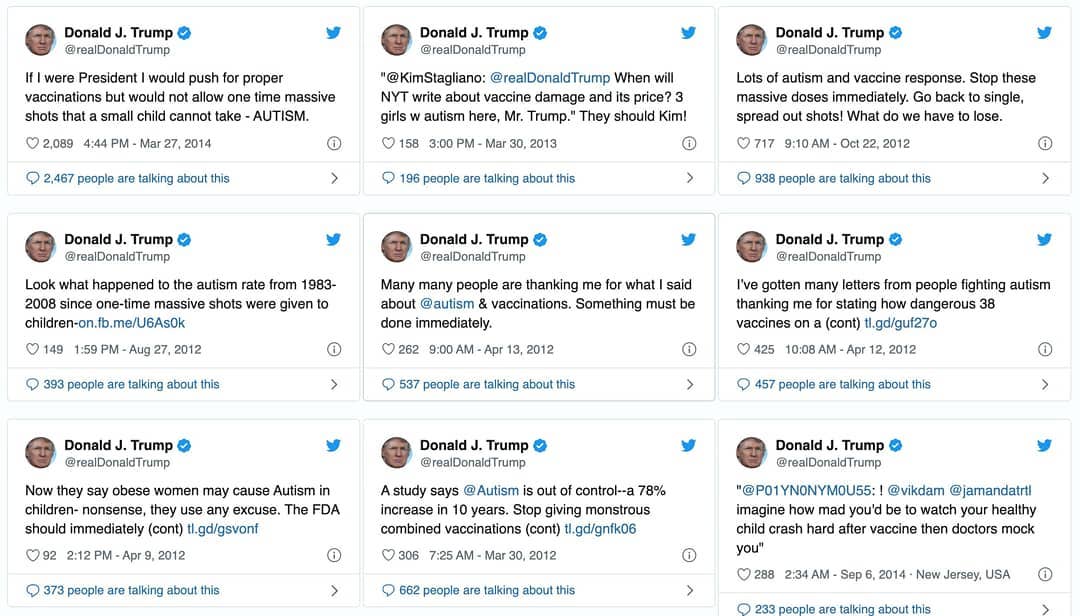 Donald J. Trump
@realDonaldTrump
If I were President I would push for proper
vaccinations but would not allow one time massive
shots that a small child cannot take - AUTISM.
2,089 4:44 PM - Mar 27, 2014
2,467 people are talking about this
Donald J. Trump
@realDonaldTrump
"@KimStagliano: @realDonaldTrump When will
NYT write about vaccine damage and its price? 3
girls w autism here, Mr. Trump." They should Kim!
158 3:00 PM - Mar 30, 2013
196 people are talking about this
Donald J. Trump
@realDonaldTrump
Lots of autism and vaccine response. Stop these
massive doses immediately. Go back to single,
spread out shots! What do we have to lose.
717 9:10 AM - Oct 22, 2012
938 people are talking about this
Donald J. Trump
@realDonaldTrump
Look what happened to the autism rate from 1983-
2008 since one-time massive shots were given to
children-on.fb.me/U6As0k
149 1:59 PM - Aug 27, 2012
393 people are talking about this
Donald J. Trump
@realDonaldTrump
Many many people are thanking me for what I said
about @autism & vaccinations. Something must be
done immediately.
262 9:00 AM - Apr 13, 2012
537 people are talking about this
Donald J. Trump
@realDonaldTrump
I've gotten many letters from people fighting autism
thanking me for stating how dangerous 38
vaccines on a (cont) tl.gd/guf27o
425 10:08 AM - Apr 12, 2012
457 people are talking about this
Donald J. Trump
@realDonaldTrump
Now they say obese women may cause Autism in
children- nonsense, they use any excuse. The FDA
should immediately (cont) tl.gd/gsvonf
92 2:12 PM - Apr 9, 2012
373 people are talking about this
Donald J. Trump
@realDonaldTrump
A study says @Autism is out of control--a 78%
increase in 10 years. Stop giving monstrous
combined vaccinations (cont) tl.gd/gnfk06
306 7:25 AM - Mar 30, 2012
662 people are talking about this
Donald J. Trump
@realDonaldTrump
"@P01YN0NYM0U55: ! @vikdam @jamandatrtl
imagine how mad you'd be to watch your healthy
child crash hard after vaccine then doctors mock
you"
288 2:34 AM - Sep 6, 2014 · New Jersey, USA
233 people are talking about this